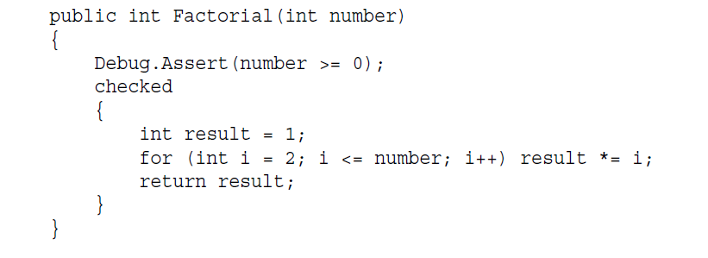 public int Factorial(int number)
{
    Debug.Assert(number >= 0);
    checked
    {
        int result = 1;
        for (int i = 2; i <= number; i++) result *= i;
        return result;
    }
}